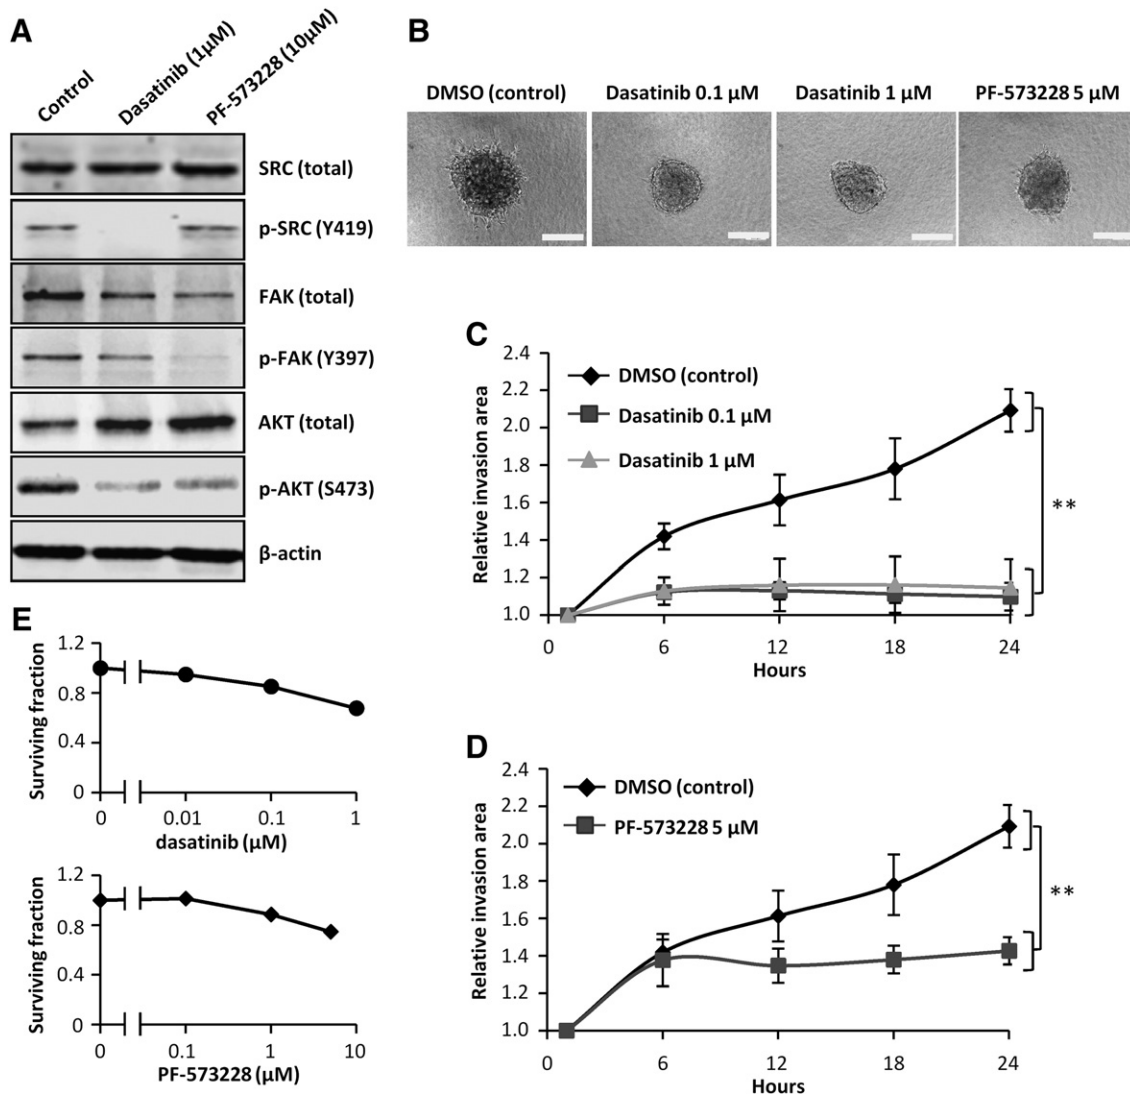 A
Control
Dasatinib (1µM)
PF-573228 (10µM)
SRC (total)
p-SRC (Y419)
FAK (total)
p-FAK (Y397)
AKT (total)
p-AKT (S473)
β-actin
B
DMSO (control)
Dasatinib 0.1 µM
Dasatinib 1 µM
PF-573228 5 µM
C
Relative invasion area
2.4
2.2
2.0
1.8
1.6
1.4
1.2
1.0
DMSO (control)
Dasatinib 0.1 µM
Dasatinib 1 µM
**
0 6 12 18 24
Hours
D
Relative invasion area
2.4
2.2
2.0
1.8
1.6
1.4
1.2
1.0
DMSO (control)
PF-573228 5 µM
**
0 6 12 18 24
Hours
E
Surviving fraction
1.2
0.8
0.4
0
0 0.01 0.1 1
dasatinib (µM)
Surviving fraction
1.2
0.8
0.4
0
0 0.1 1 10
PF-573228 (µM)